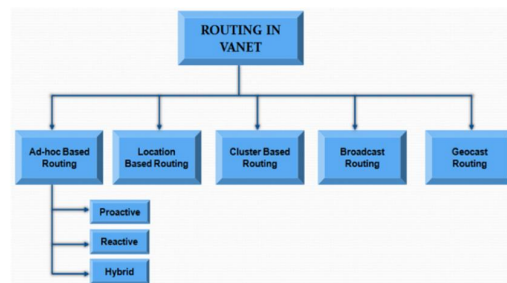 ROUTING IN
VANET
Ad-hoc Based
Routing
Location
Based Routing
Cluster Based
Routing
Broadcast
Routing
Geocast
Routing
Proactive
Reactive
Hybrid